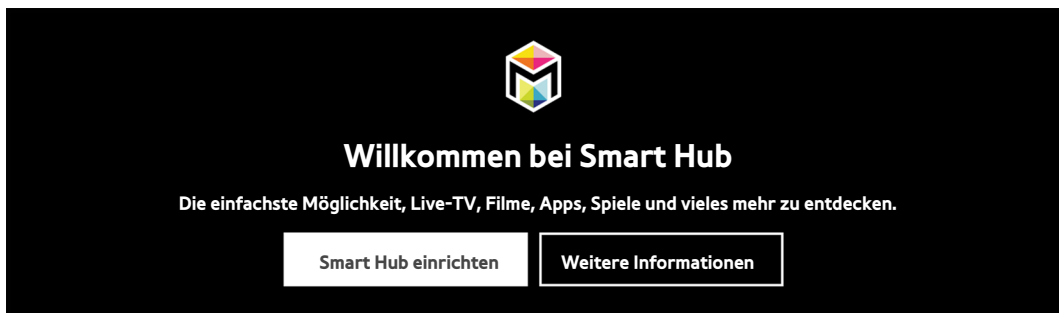 Willkommen bei Smart Hub
Die einfachste Möglichkeit, Live-TV, Filme, Apps, Spiele und vieles mehr zu entdecken.
Smart Hub einrichten
Weitere Informationen